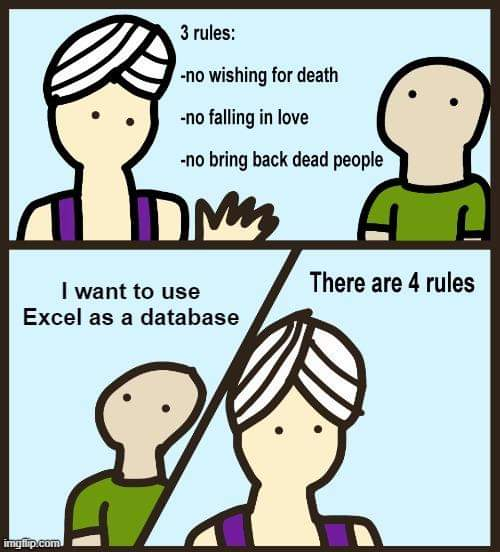 3 rules:
-no wishing for death
-no falling in love
-no bring back dead people
I want to use
Excel as a database
There are 4 rules
imgflip.com